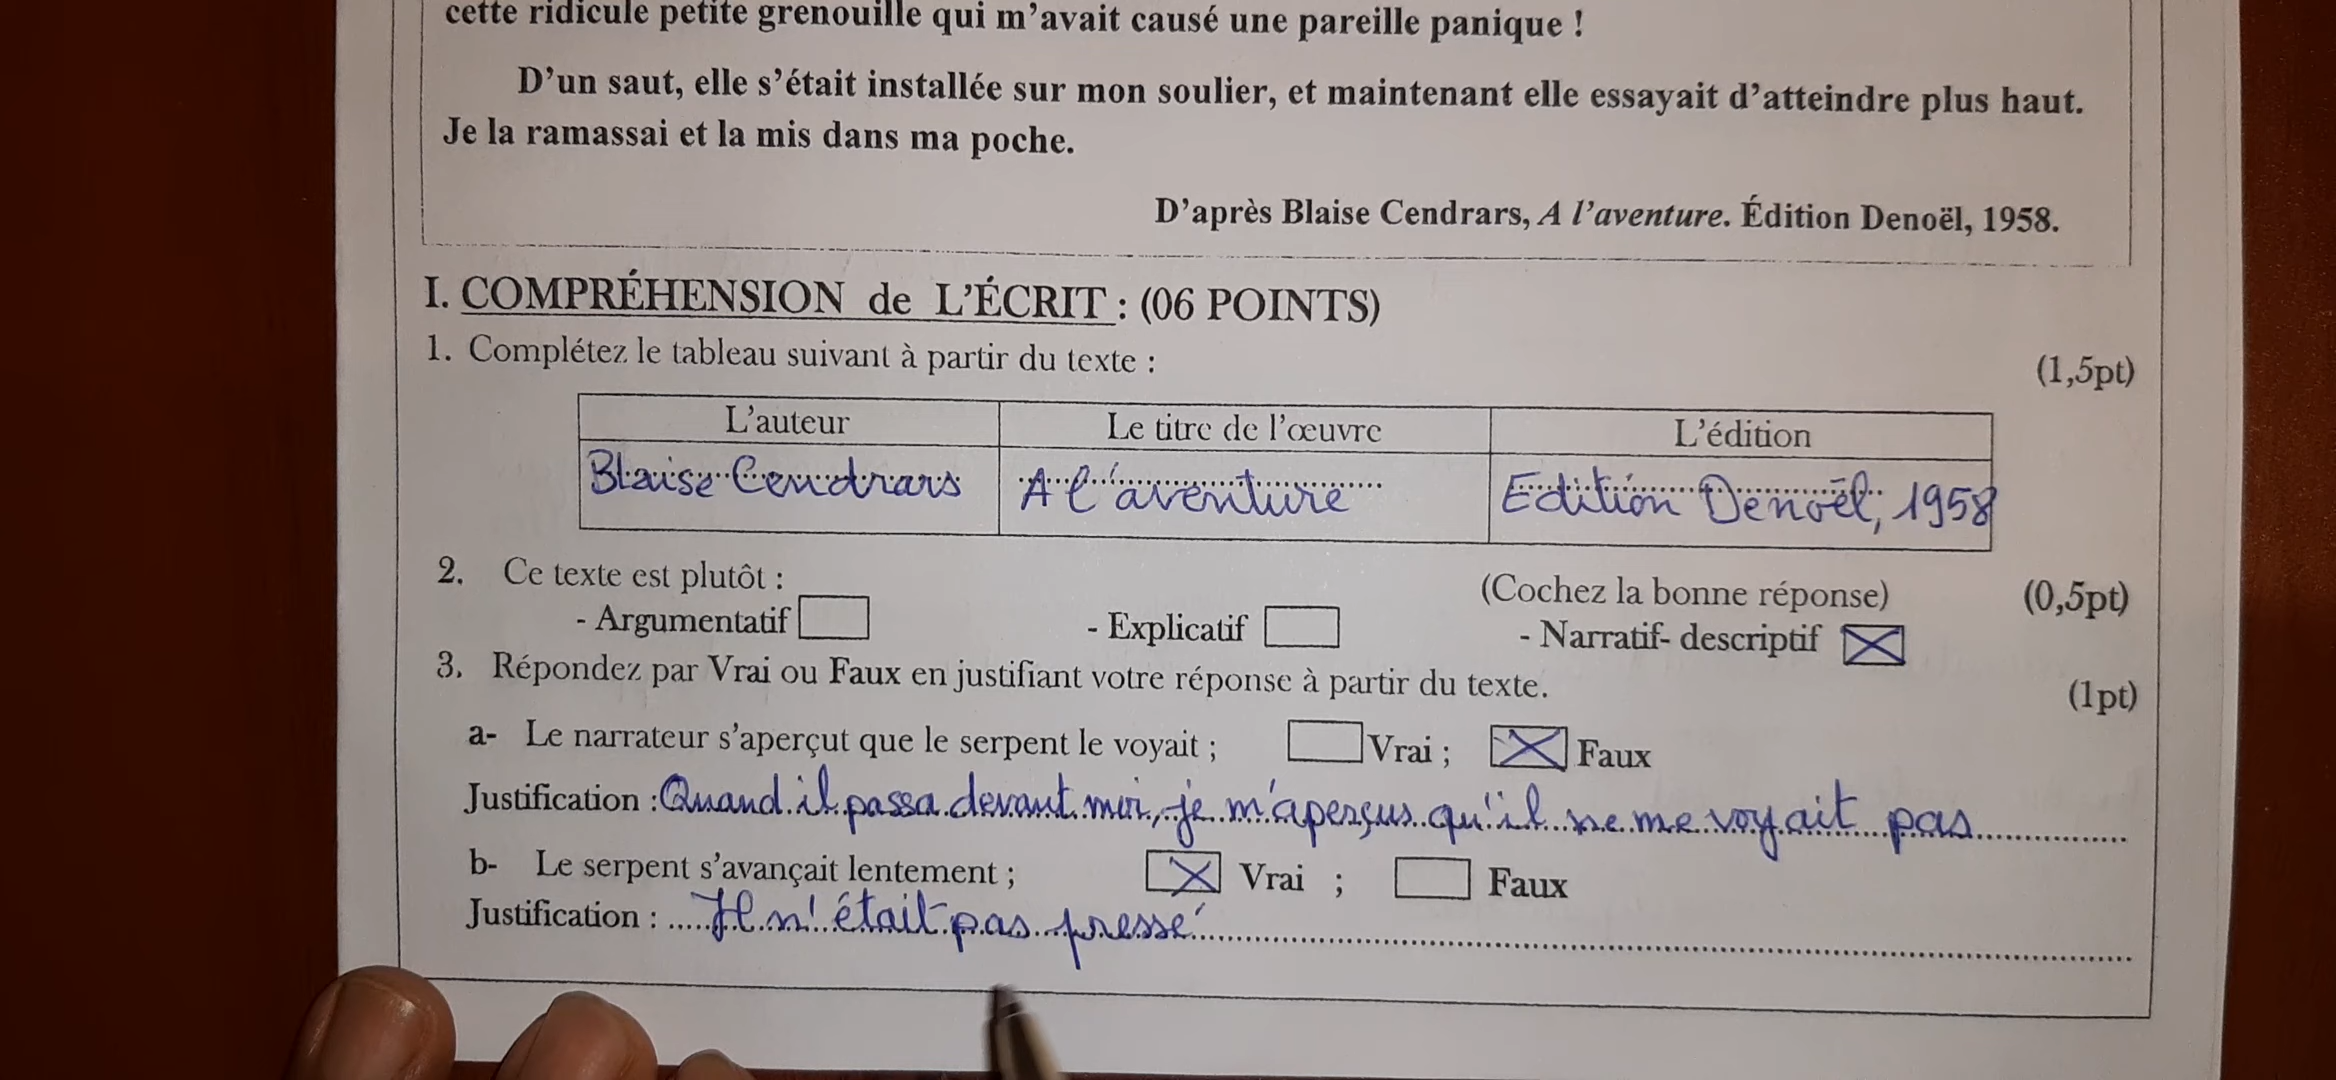 cette ridicule petite grenouille qui m'avait causé une pareille panique !
D'un saut, elle s'était installée sur mon soulier, et maintenant elle essayait d'atteindre plus haut.
Je la ramassai et la mis dans ma poche.
D'après Blaise Cendrars, A l'aventure. Édition Denoël, 1958.
I. COMPRÉHENSION de L'ÉCRIT : (06 POINTS)
1. Complétez le tableau suivant à partir du texte : (1,5pt)
L'auteur Le titre de l'œuvre L'édition
Blaise Cendrars A l'aventure Edition Denoël, 1958
2. Ce texte est plutôt : (Cochez la bonne réponse) (0,5pt)
- Argumentatif - Explicatif - Narratif- descriptif
3. Répondez par Vrai ou Faux en justifiant votre réponse à partir du texte. (1pt)
a- Le narrateur s'aperçut que le serpent le voyait ; Vrai ; Faux
Justification : Quand il passa devant moi, je m'aperçus qu'il ne me voyait pas
b- Le serpent s'avançait lentement ; Vrai ; Faux
Justification : Il n'était pas pressé